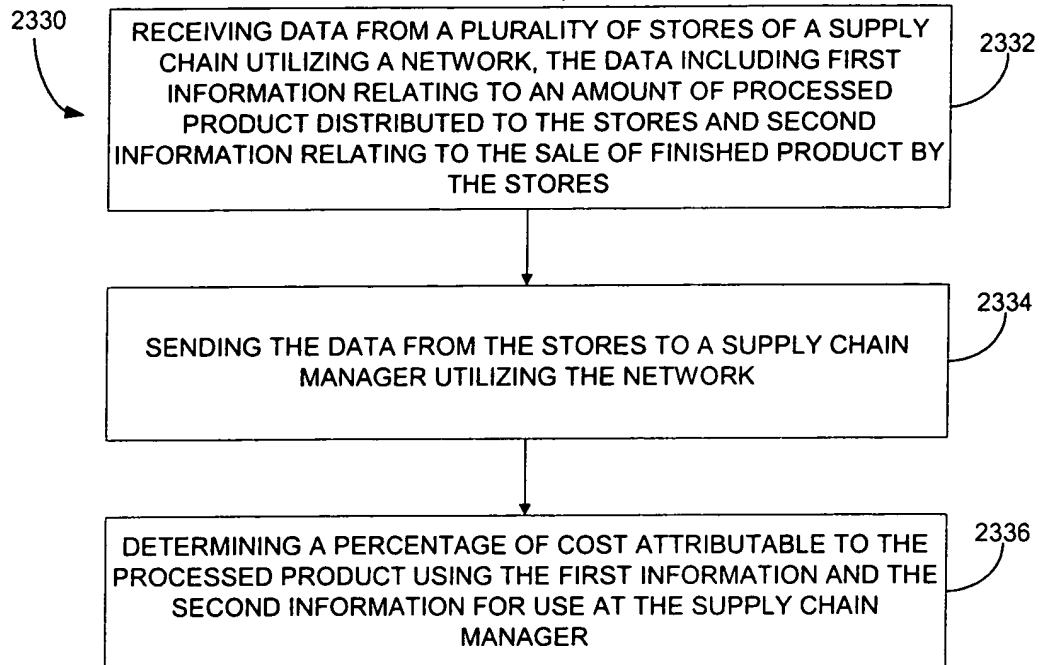 2330
RECEIVING DATA FROM A PLURALITY OF STORES OF A SUPPLY
CHAIN UTILIZING A NETWORK, THE DATA INCLUDING FIRST
INFORMATION RELATING TO AN AMOUNT OF PROCESSED
PRODUCT DISTRIBUTED TO THE STORES AND SECOND
INFORMATION RELATING TO THE SALE OF FINISHED PRODUCT BY
THE STORES
2332
SENDING THE DATA FROM THE STORES TO A SUPPLY CHAIN
MANAGER UTILIZING THE NETWORK
2334
DETERMINING A PERCENTAGE OF COST ATTRIBUTABLE TO THE
PROCESSED PRODUCT USING THE FIRST INFORMATION AND THE
SECOND INFORMATION FOR USE AT THE SUPPLY CHAIN
MANAGER
2336